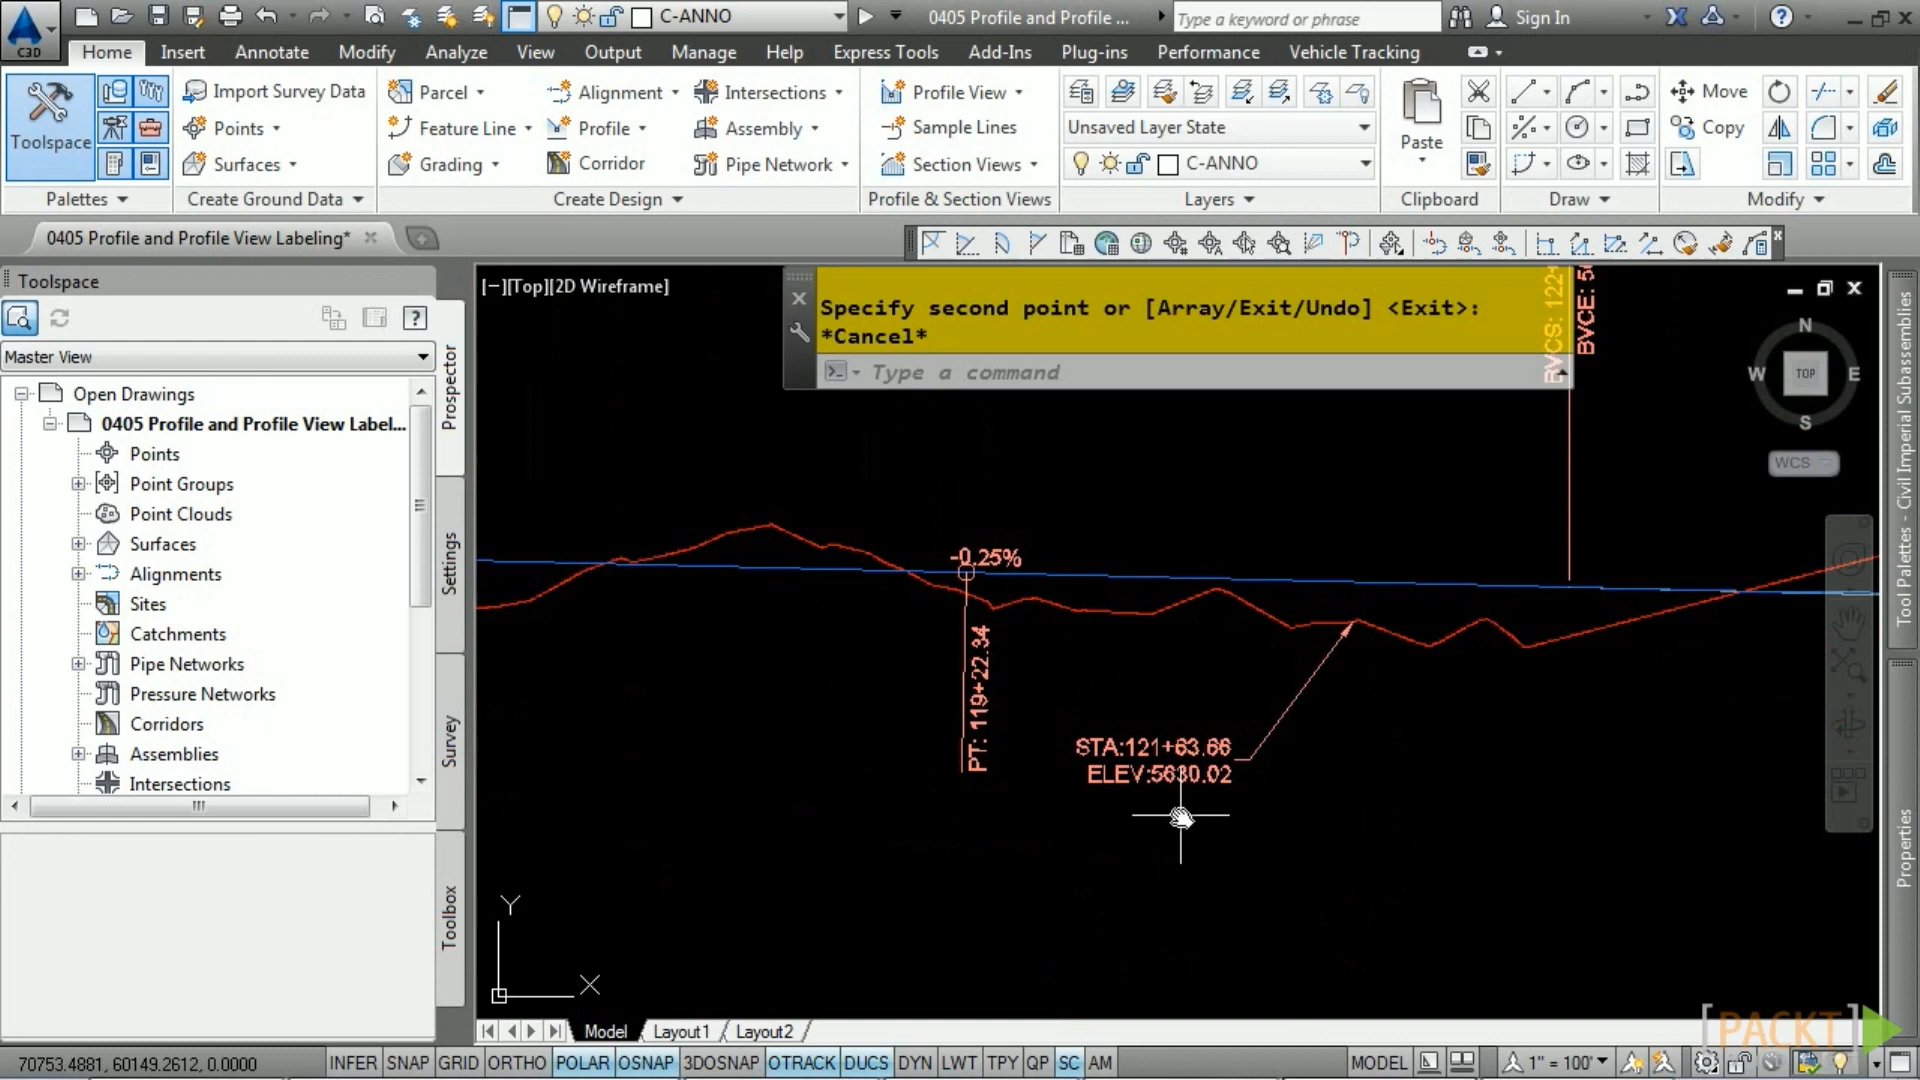 C-ANNO
0405 Profile and Profile ...
Type a keyword or phrase
Sign In
C3D
Home
Insert
Annotate
Modify
Analyze
View
Output
Manage
Help
Express Tools
Add-Ins
Plug-ins
Performance
Vehicle Tracking
Toolspace
Import Survey Data
Points
Surfaces
Parcel
Feature Line
Grading
Alignment
Profile
Corridor
Intersections
Assembly
Pipe Network
Profile View
Sample Lines
Section Views
Unsaved Layer State
C-ANNO
Paste
Move
Copy
Palettes
Create Ground Data
Create Design
Profile & Section Views
Layers
Clipboard
Draw
Modify
0405 Profile and Profile View Labeling*
Toolspace
Master View
Open Drawings
0405 Profile and Profile View Label...
Points
Point Groups
Point Clouds
Surfaces
Alignments
Sites
Catchments
Pipe Networks
Pressure Networks
Corridors
Assemblies
Intersections
Prospector
Settings
Survey
Toolbox
[−][Top][2D Wireframe]
Specify second point or [Array/Exit/Undo] <Exit>:
*Cancel*
Type a command
BVCS: 122+
BVCE: 5
N
W
TOP
E
S
WCS
-0.25%
PT: 119+22.34
STA:121+63.66
ELEV:5630.02
Y
X
Tool Palettes - Civil Imperial Subassemblies
Properties
Model
Layout1
Layout2
[PACKT]
70753.4881, 60149.2612, 0.0000
INFER
SNAP
GRID
ORTHO
POLAR
OSNAP
3DOSNAP
OTRACK
DUCS
DYN
LWT
TPY
QP
SC
AM
MODEL
1" = 100'